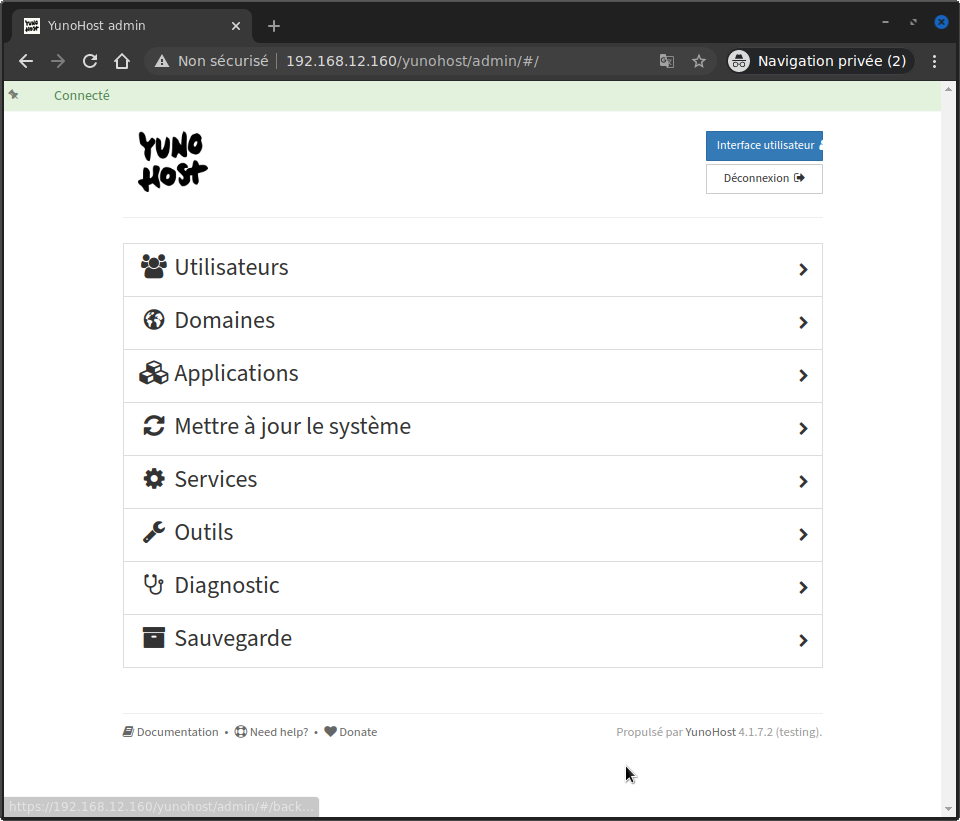 YunoHost admin
Non sécurisé
192.168.12.160/yunohost/admin/#/
Navigation privée (2)
Connecté
YUNO
HOST
Interface utilisateur
Déconnexion
Utilisateurs
Domaines
Applications
Mettre à jour le système
Services
Outils
Diagnostic
Sauvegarde
Documentation • Need help? • Donate
Propulsé par YunoHost 4.1.7.2 (testing).
https://192.168.12.160/yunohost/admin/#/back...